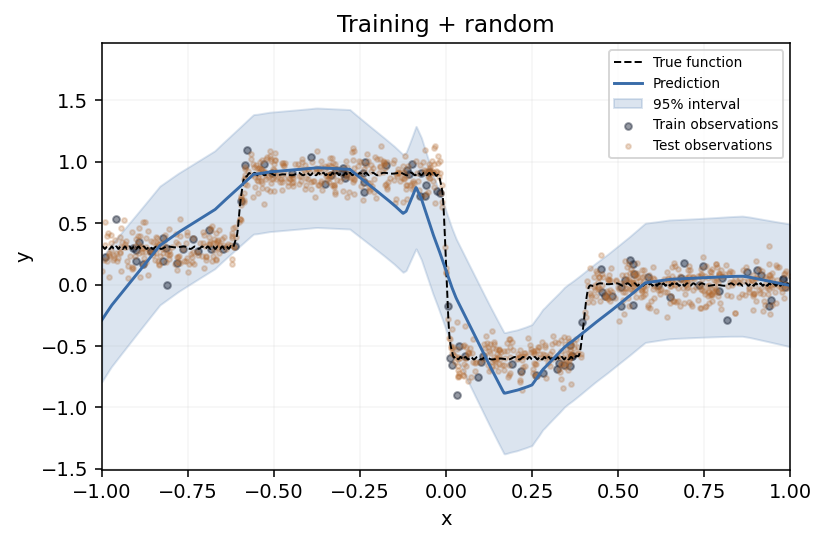 Training + random
True function
Prediction
95% interval
Train observations
Test observations
y
1.5
1.0
0.5
0.0
−0.5
−1.0
−1.5
−1.00 −0.75 −0.50 −0.25 0.00 0.25 0.50 0.75 1.00
x